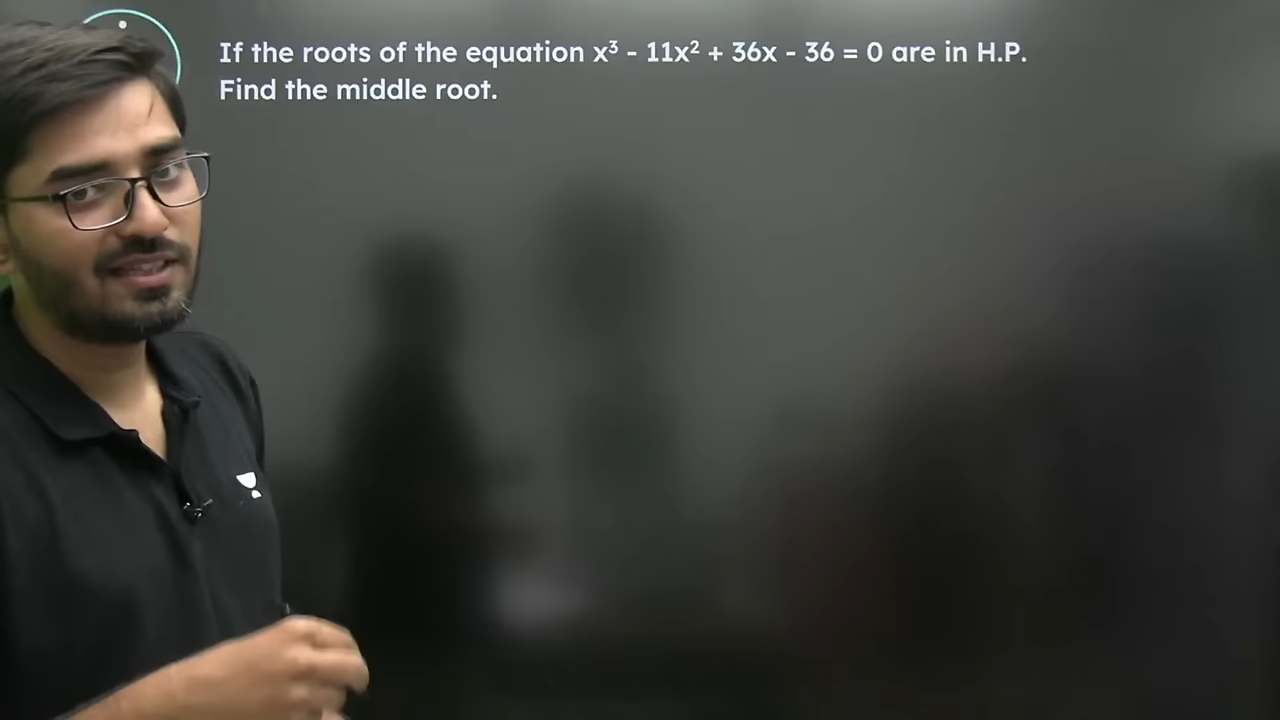 If the roots of the equation x³ - 11x² + 36x - 36 = 0 are in H.P.
Find the middle root.